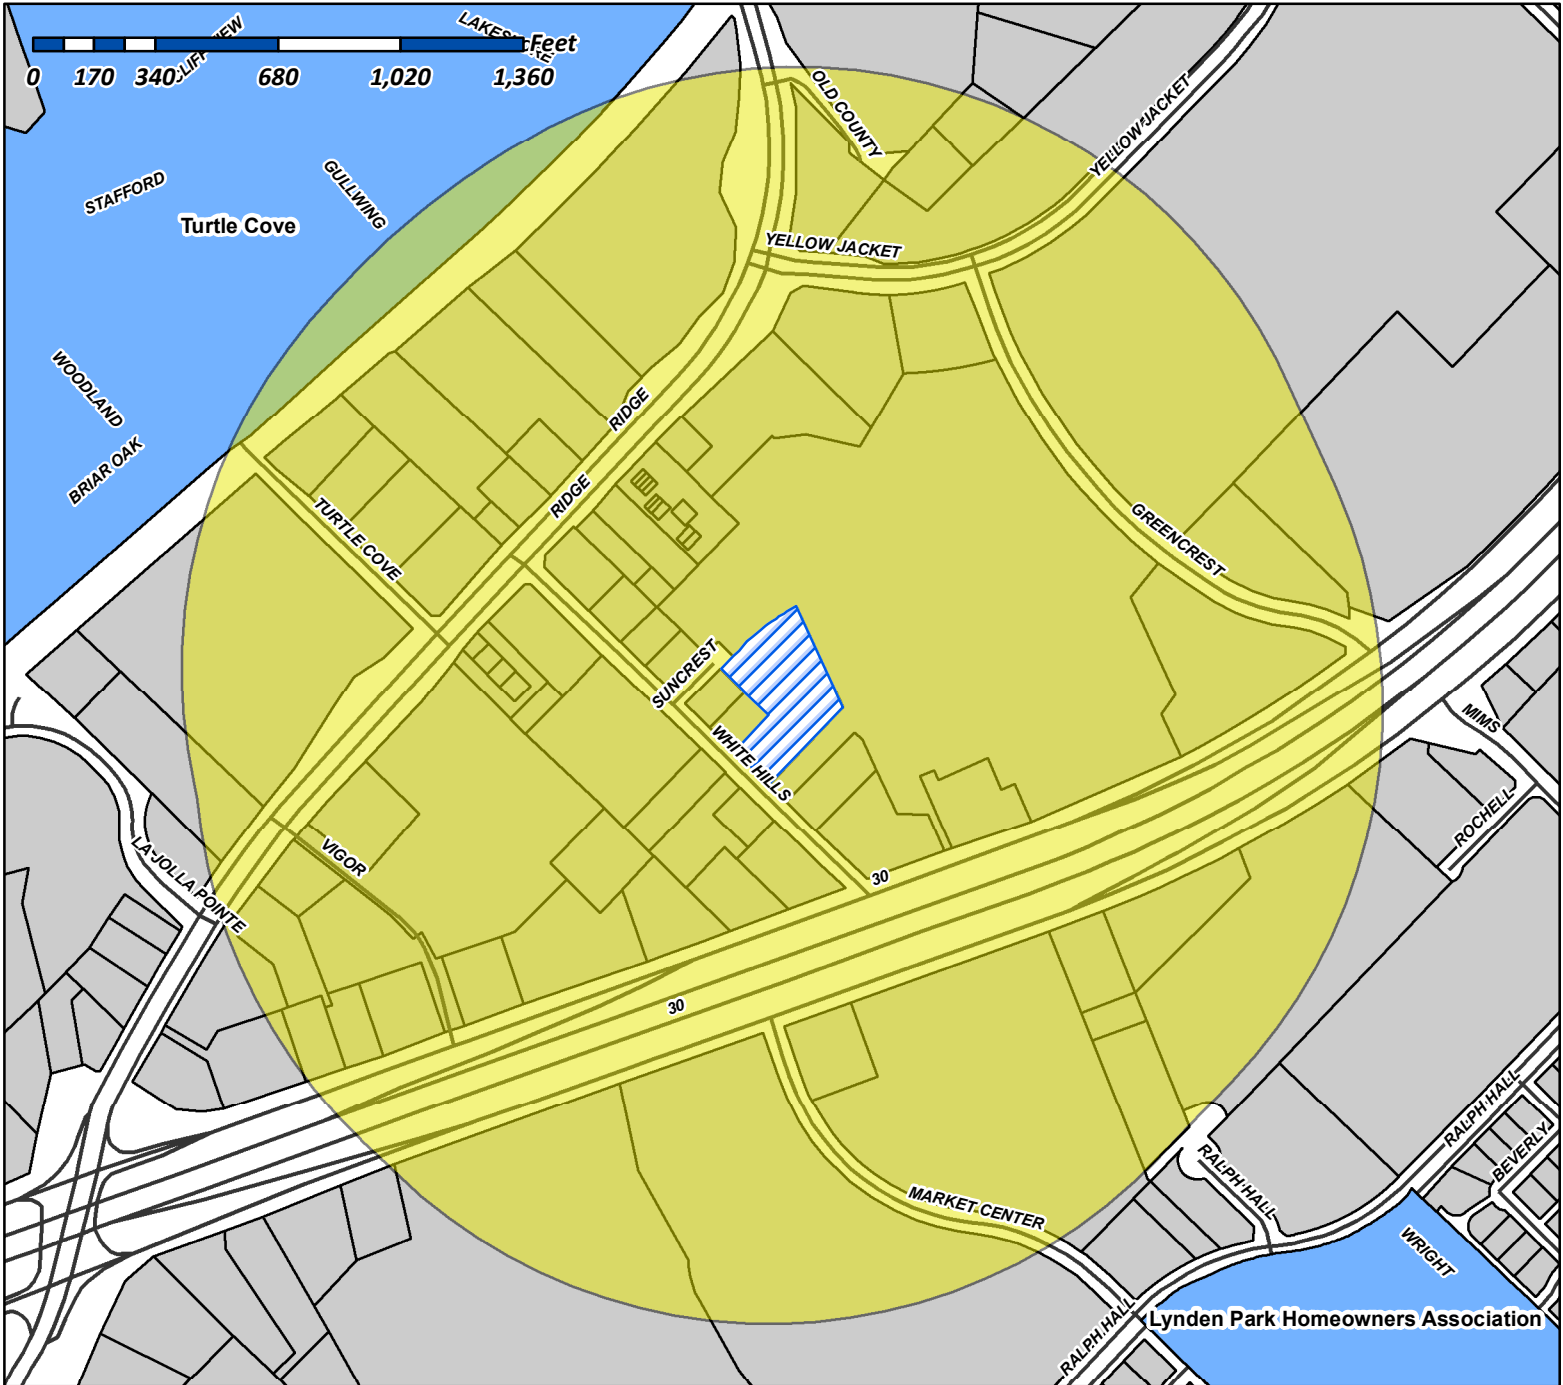 CLIFFVIEW
LAKESHORE
Feet
0 170 340 680 1,020 1,360
OLD COUNTY
YELLOW JACKET
STAFFORD
GULLWING
Turtle Cove
YELLOW JACKET
WOODLAND
BRIAR OAK
RIDGE
RIDGE
TURTLE COVE
GREENCREST
SUNCREST
WHITE HILLS
MIMS
ROCHELL
VIGOR
LA JOLLA POINTE
30
30
RALPH HALL
BEVERLY
RALPH HALL
MARKET CENTER
WRIGHT
RALPH HALL
Lynden Park Homeowners Association